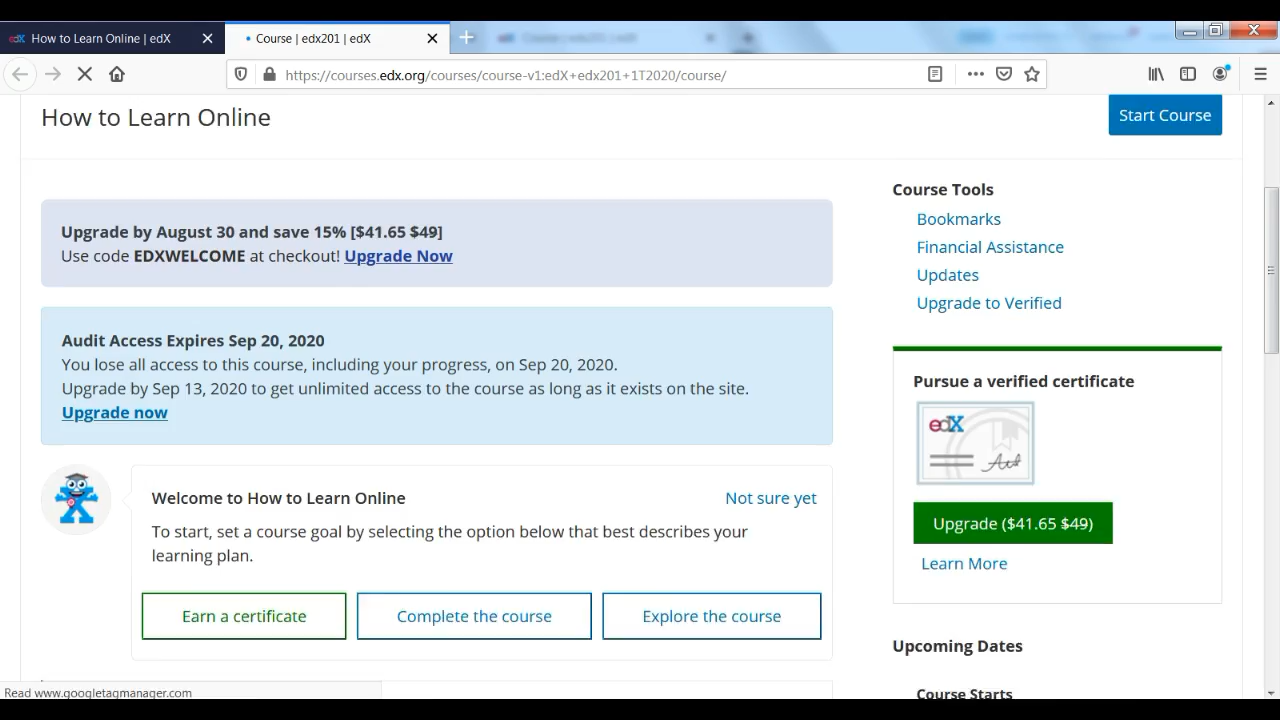 edX How to Learn Online | edX
Course | edx201 | edX
https://courses.edx.org/courses/course-v1:edX+edx201+1T2020/course/
How to Learn Online
Start Course
Upgrade by August 30 and save 15% [$41.65 $49]
Use code EDXWELCOME at checkout! Upgrade Now
Audit Access Expires Sep 20, 2020
You lose all access to this course, including your progress, on Sep 20, 2020.
Upgrade by Sep 13, 2020 to get unlimited access to the course as long as it exists on the site.
Upgrade now
Welcome to How to Learn Online
Not sure yet
To start, set a course goal by selecting the option below that best describes your
learning plan.
Earn a certificate
Complete the course
Explore the course
Course Tools
Bookmarks
Financial Assistance
Updates
Upgrade to Verified
Pursue a verified certificate
edX
Upgrade ($41.65 $49)
Learn More
Upcoming Dates
Course Starts
Read www.googletagmanager.com